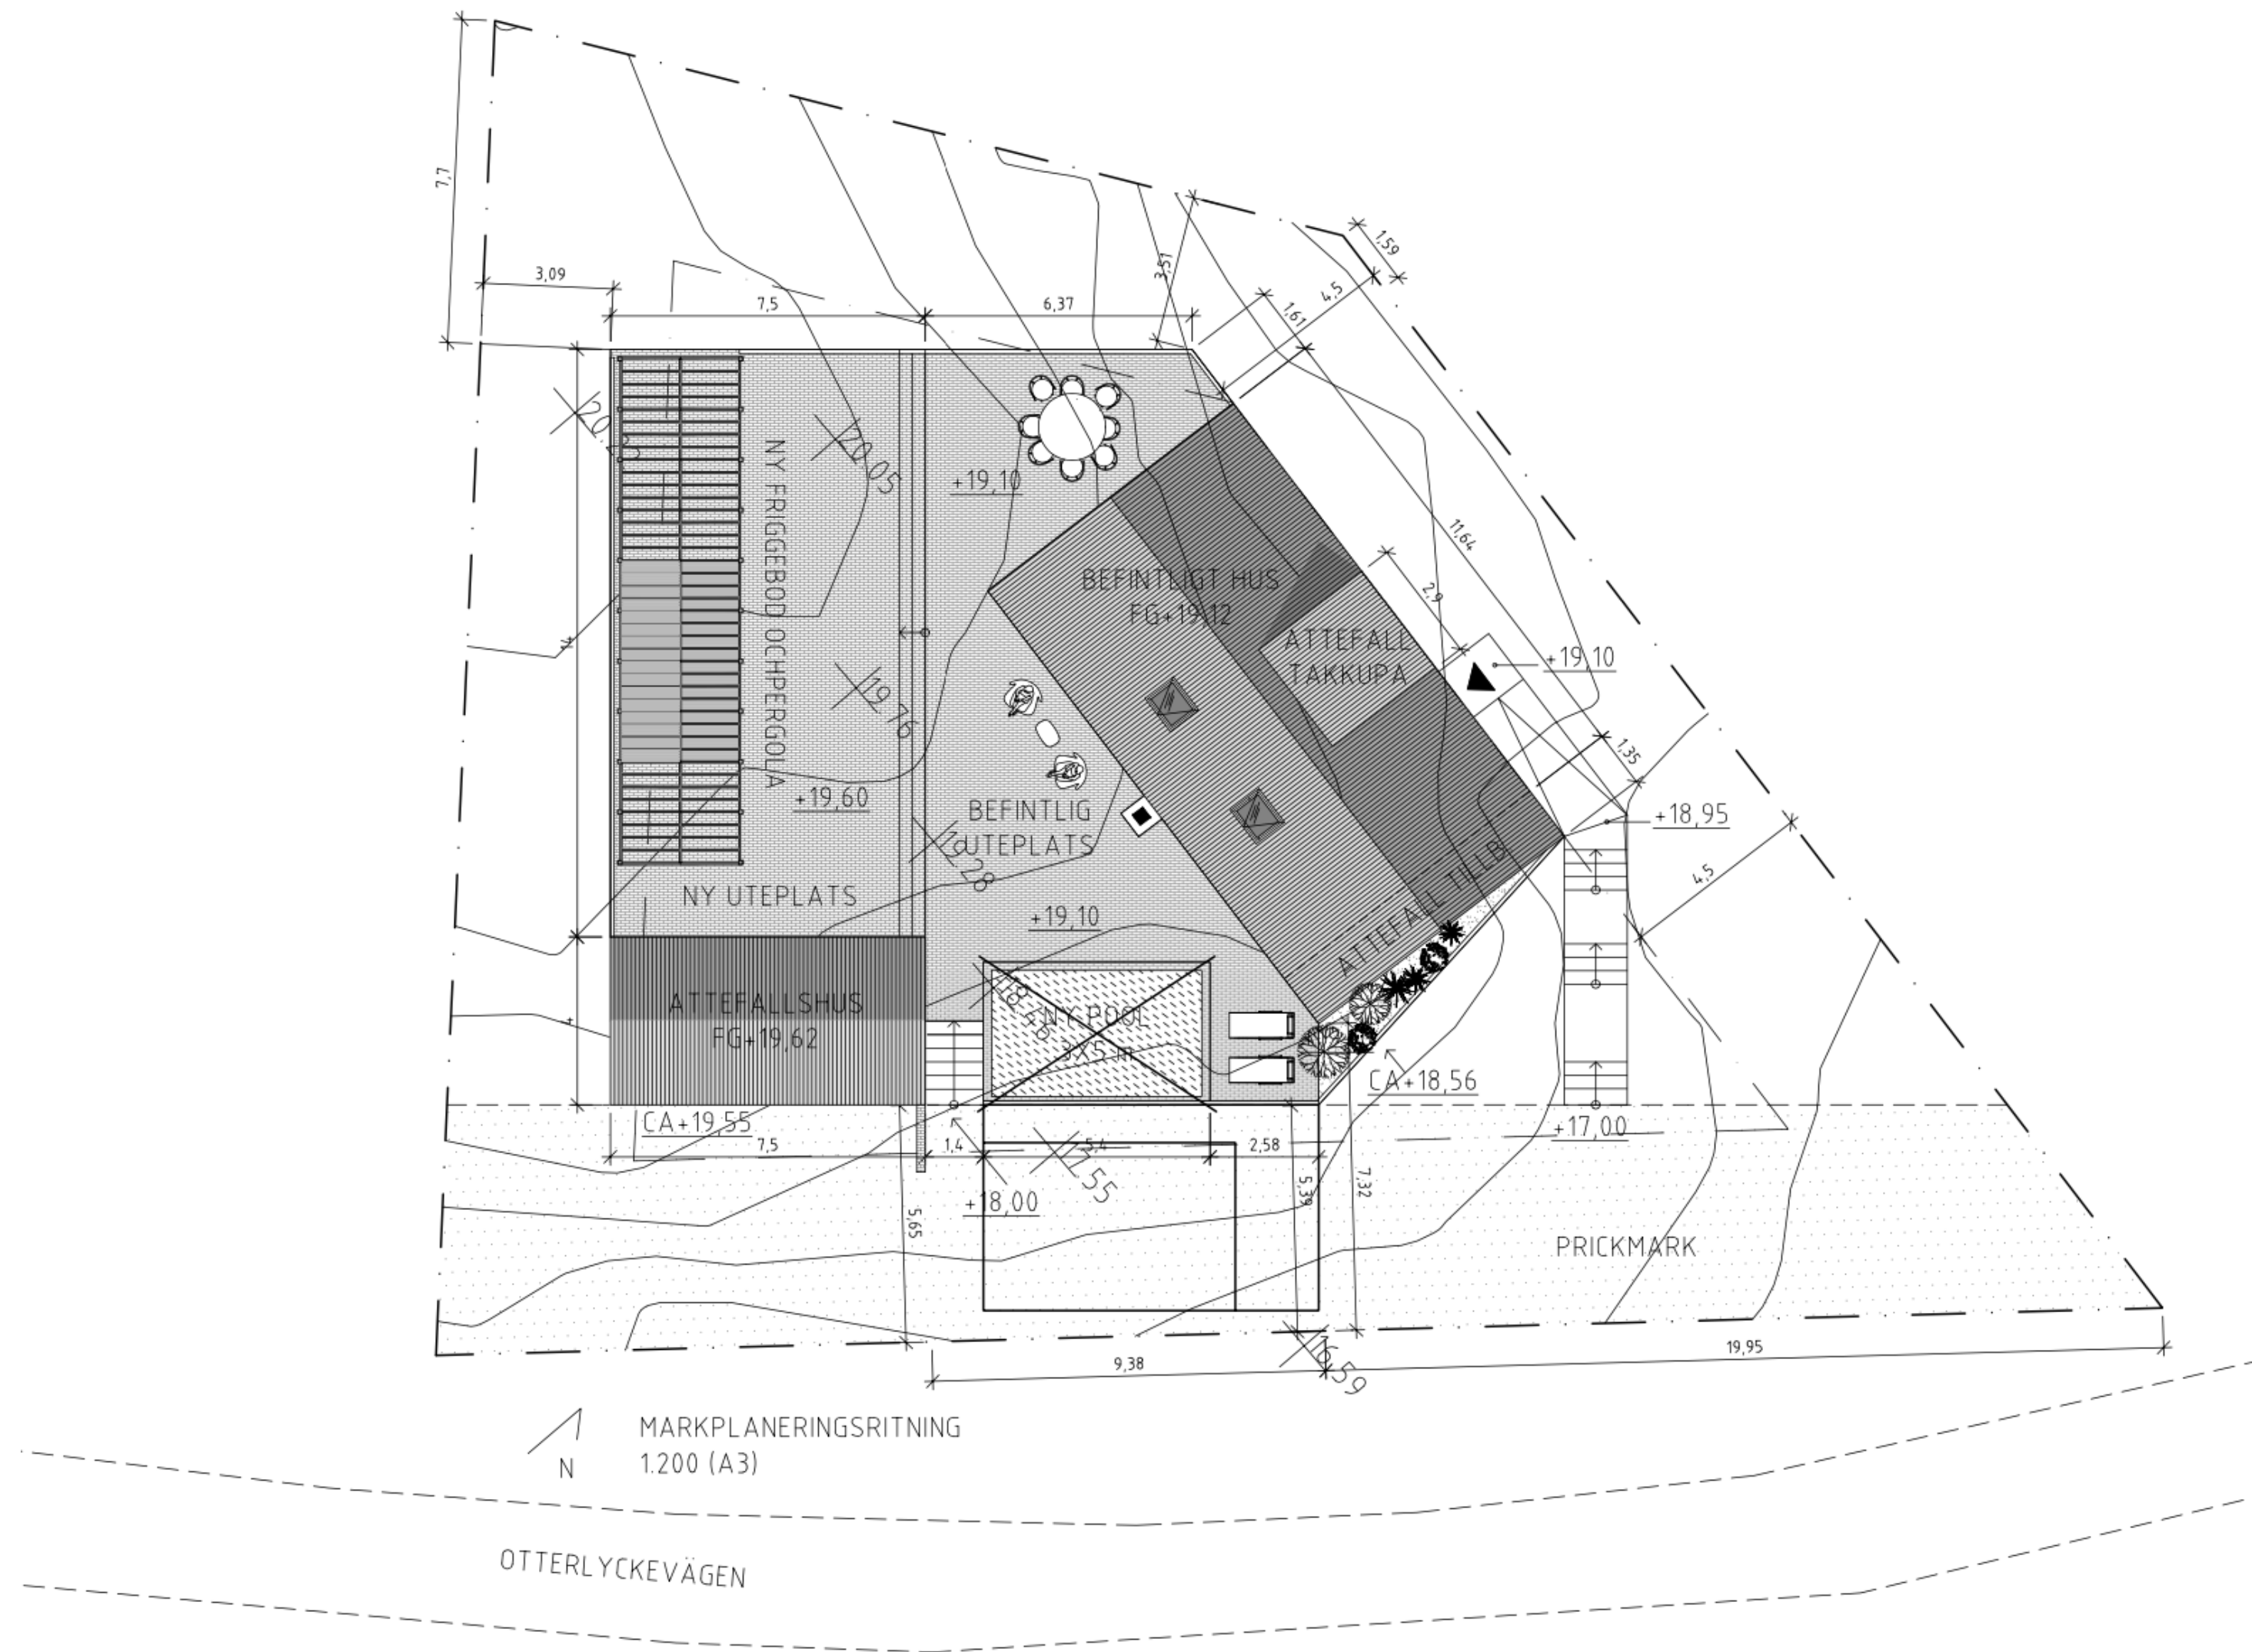 7,7
3,09
7,5
6,37
3,51
1,59
4,5
1,61
20.05
+19,10
NY FRIGGEBOD OCHPERGOLA
11,64
BEFINTLIGT HUS
FG+19,12
2,9
ATTEFALL
TAKKUPA
+19,10
14
19.76
1,35
+19,60
BEFINTLIG
UTEPLATS
+18,95
19.28
4,5
NY UTEPLATS
+19,10
ATTEFALL TILLB
ATTEFALLSHUS
FG+19,62
4
NY POOL
3X5 m
CA+18,56
CA+19,55
+17,00
7,5
1,4
5,4
2,58
17.55
+18,00
5,65
5,39
7,32
PRICKMARK
9,38
16.59
19,95
MARKPLANERINGSRITNING
1.200 (A3)
N
OTTERLYCKEVÄGEN